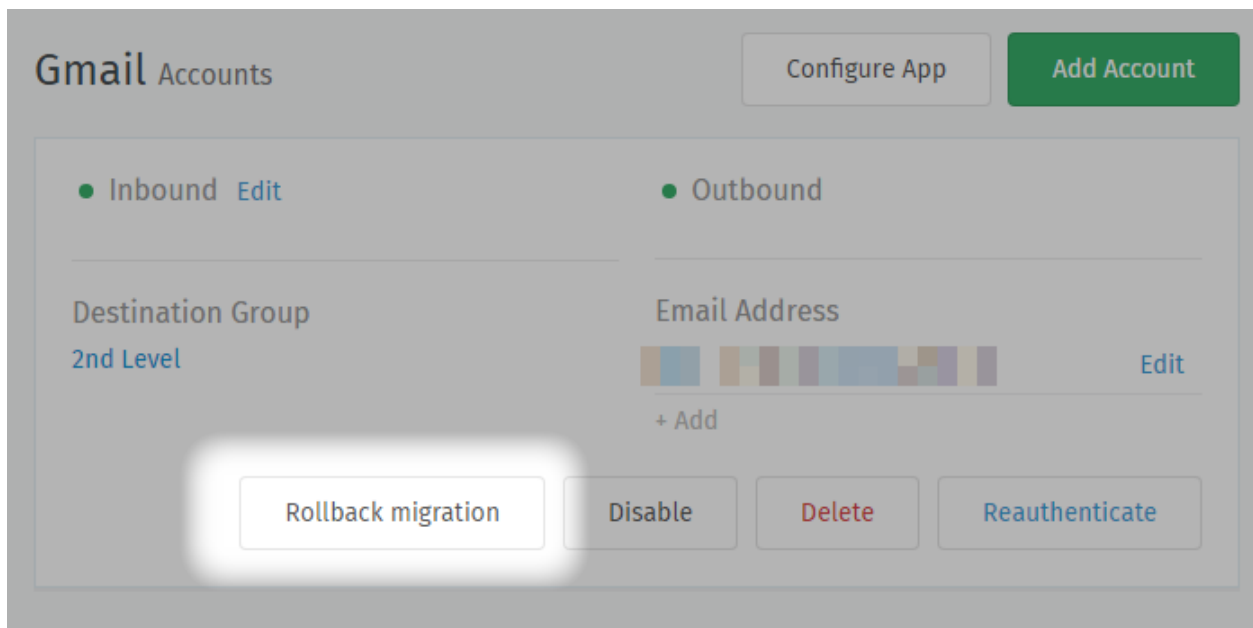 Gmail Accounts
Configure App
Add Account
Inbound Edit
Outbound
Destination Group
2nd Level
Email Address
Edit
+ Add
Rollback migration
Disable
Delete
Reauthenticate